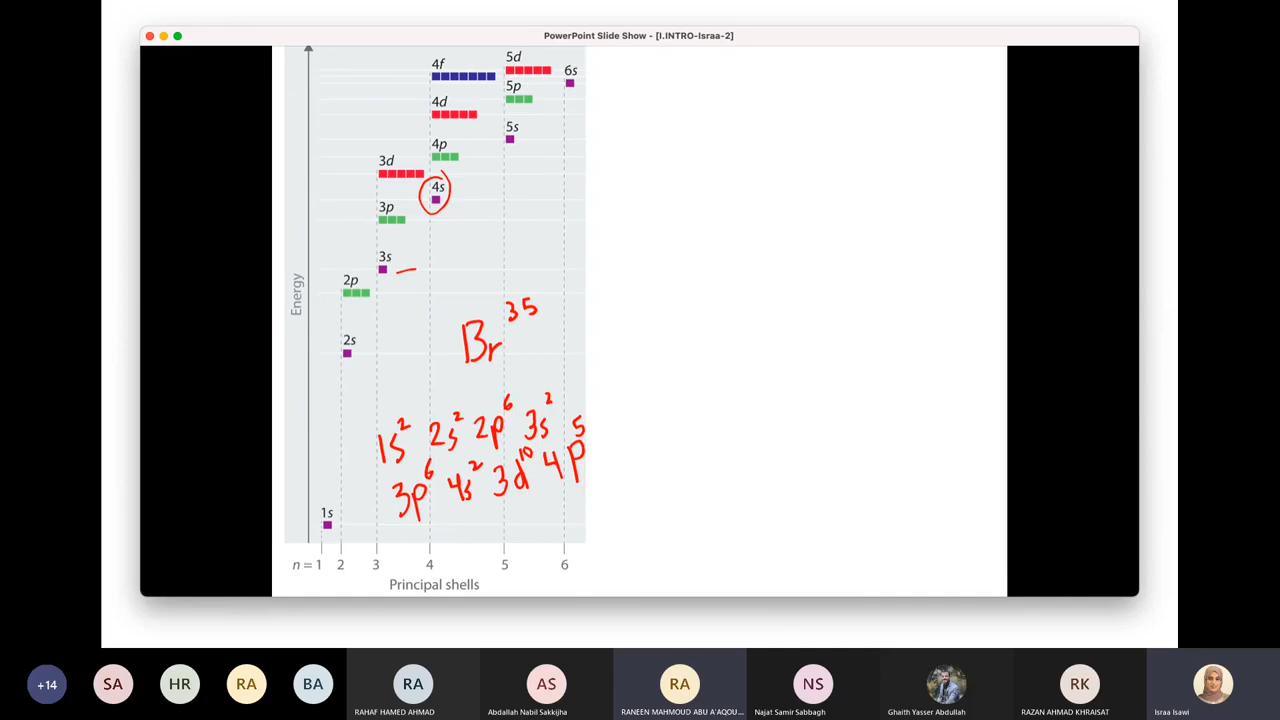 PowerPoint Slide Show - [I.INTRO-Israa-2]
4f
5d
6s
5p
4d
5s
4p
3d
4s
3p
3s
2p
Br³⁵
2s
1s² 2s² 2p⁶ 3s²
3p⁶ 4s² 3d¹⁰ 4p⁵
1s
Energy
n = 1 2 3 4 5 6
Principal shells
+14
SA
HR
RA
BA
RA
RAHAF HAMED AHMAD
AS
Abdallah Nabil Sakkijha
RA
RANEEN MAHMOUD ABU A'AQOU...
NS
Najat Samir Sabbagh
Ghaith Yasser Abdullah
RK
RAZAN AHMAD KHRAISAT
Israa Isawi